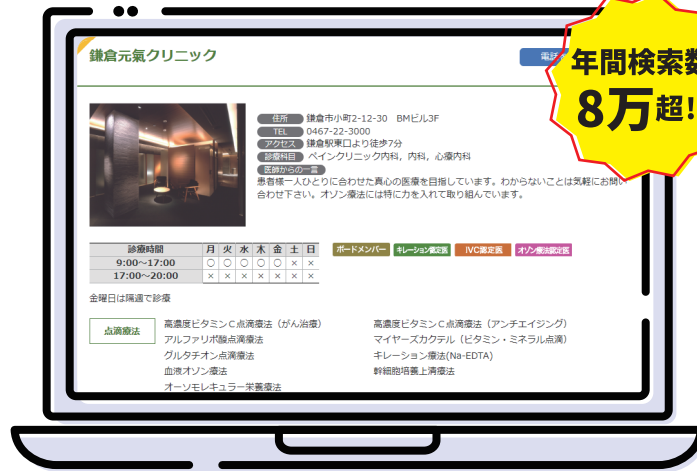 鎌倉元氣クリニック
電話
年間検索数
8万超!
住所 鎌倉市小町2-12-30 BMビル3F
TEL 0467-22-3000
アクセス 鎌倉駅東口より徒歩7分
診療科目 ペインクリニック内科，内科，心療内科
医師からの一言
患者様一人ひとりに合わせた真心の医療を目指しています。わからないことは気軽にお問い
合わせ下さい。オゾン療法には特に力を入れて取り組んでいます。
診療時間 月 火 水 木 金 土 日
9:00～17:00 ○ ○ ○ ○ ○ × ×
17:00～20:00 × × × × × × ×
ボードメンバー キレーション認定医 IVC認定医 オゾン療法認定医
金曜日は隔週で診療
点滴療法
高濃度ビタミンC点滴療法（がん治療） 高濃度ビタミンC点滴療法（アンチエイジング）
アルファリポ酸点滴療法 マイヤーズカクテル（ビタミン・ミネラル点滴）
グルタチオン点滴療法 キレーション療法(Na-EDTA)
血液オゾン療法 幹細胞培養上清療法
オーソモレキュラー栄養療法